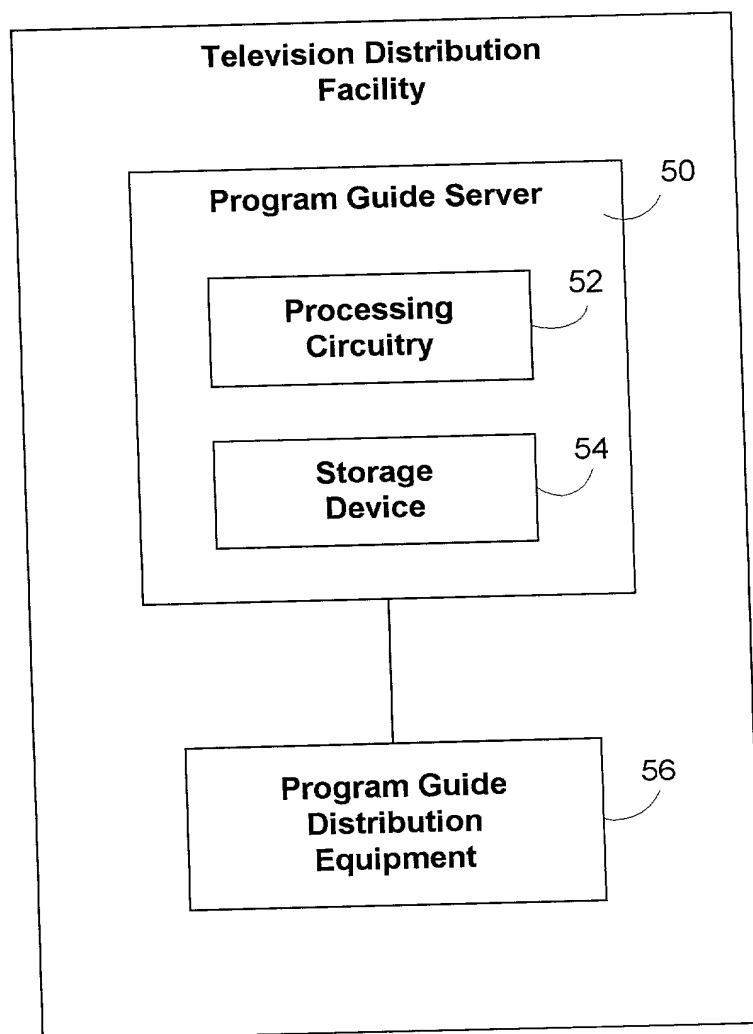 Television Distribution
Facility
Program Guide Server
50
Processing
Circuitry
52
Storage
Device
54
Program Guide
Distribution
Equipment
56